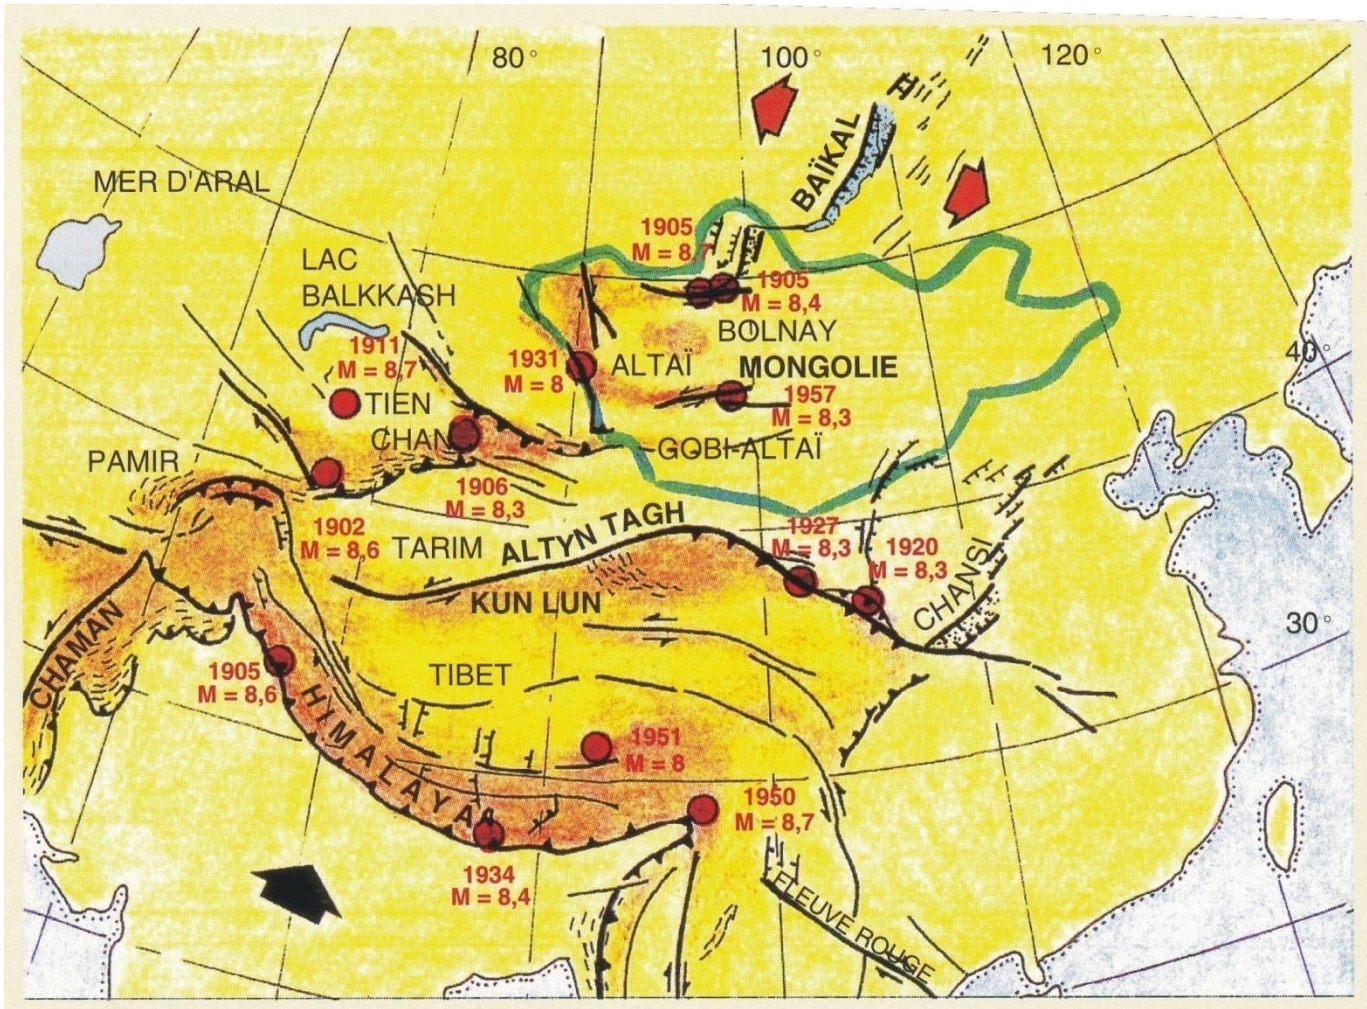 80°
100°
120°
MER D'ARAL
BAÏKAL
1905
M = 8,7
LAC
BALKKASH
1905
M = 8,4
BOLNAY
1911
M = 8,7
1931
M = 8
ALTAÏ
MONGOLIE
40°
1957
M = 8,3
TIEN
CHAN
GOBI-ALTAÏ
PAMIR
1906
M = 8,3
1902
M = 8,6
TARIM
ALTYN TAGH
1927
M = 8,3
1920
M = 8,3
CHANSI
KUN LUN
30°
CHAMAN
1905
M = 8,6
TIBET
HIMALAYA
1951
M = 8
1950
M = 8,7
1934
M = 8,4
FLEUVE ROUGE